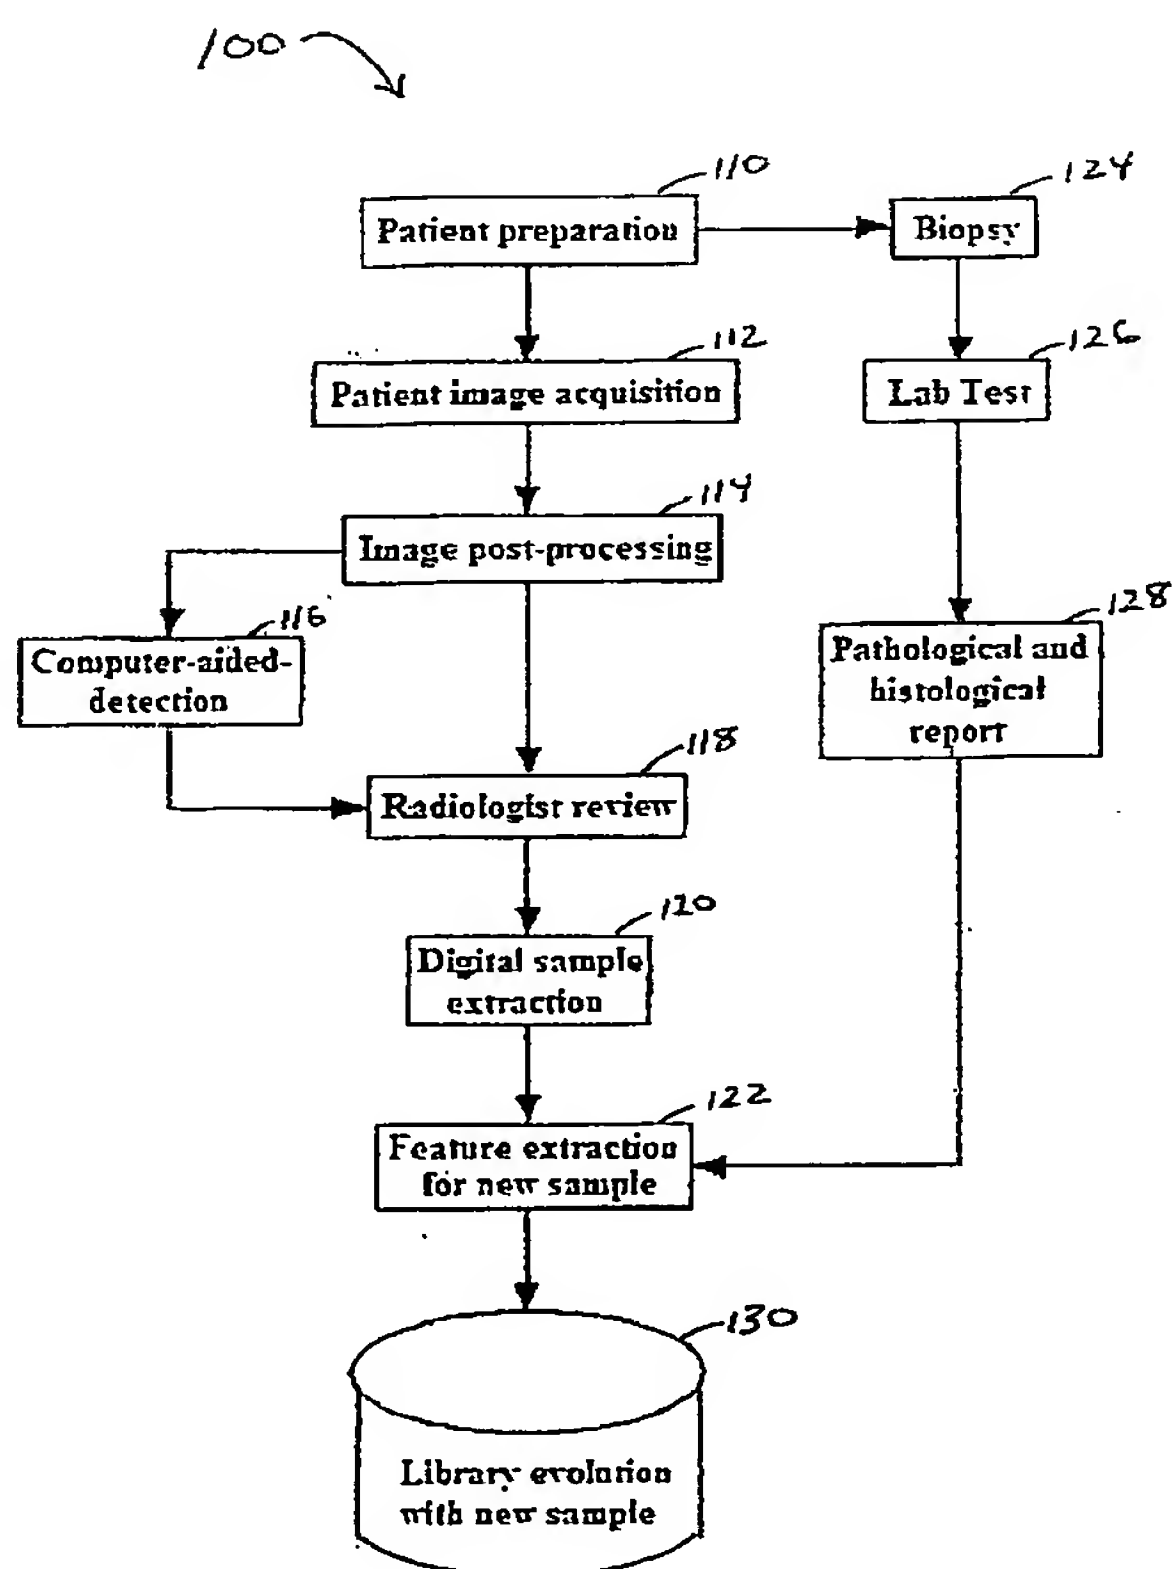 100
110
124
Patient preparation
Biopsy
112
126
Patient image acquisition
Lab Test
114
Image post-processing
116
128
Computer-aided-
detection
Pathological and
histological
report
118
Radiologist review
120
Digital sample
extraction
122
Feature extraction
for new sample
130
Library evolution
with new sample